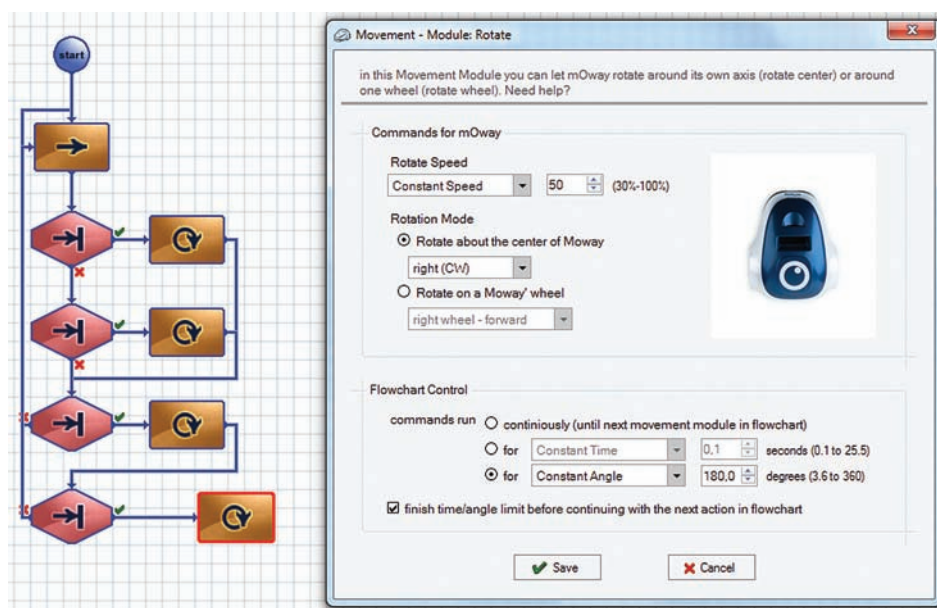 start
Movement - Module: Rotate
in this Movement Module you can let mOway rotate around its own axis (rotate center) or around
one wheel (rotate wheel). Need help?
Commands for mOway
Rotate Speed
Constant Speed 50 (30%-100%)
Rotation Mode
Rotate about the center of Moway
right (CW)
Rotate on a Moway' wheel
right wheel - forward
Flowchart Control
commands run continiously (until next movement module in flowchart)
for Constant Time 0,1 seconds (0.1 to 25.5)
for Constant Angle 180,0 degrees (3.6 to 360)
finish time/angle limit before continuing with the next action in flowchart
Save Cancel